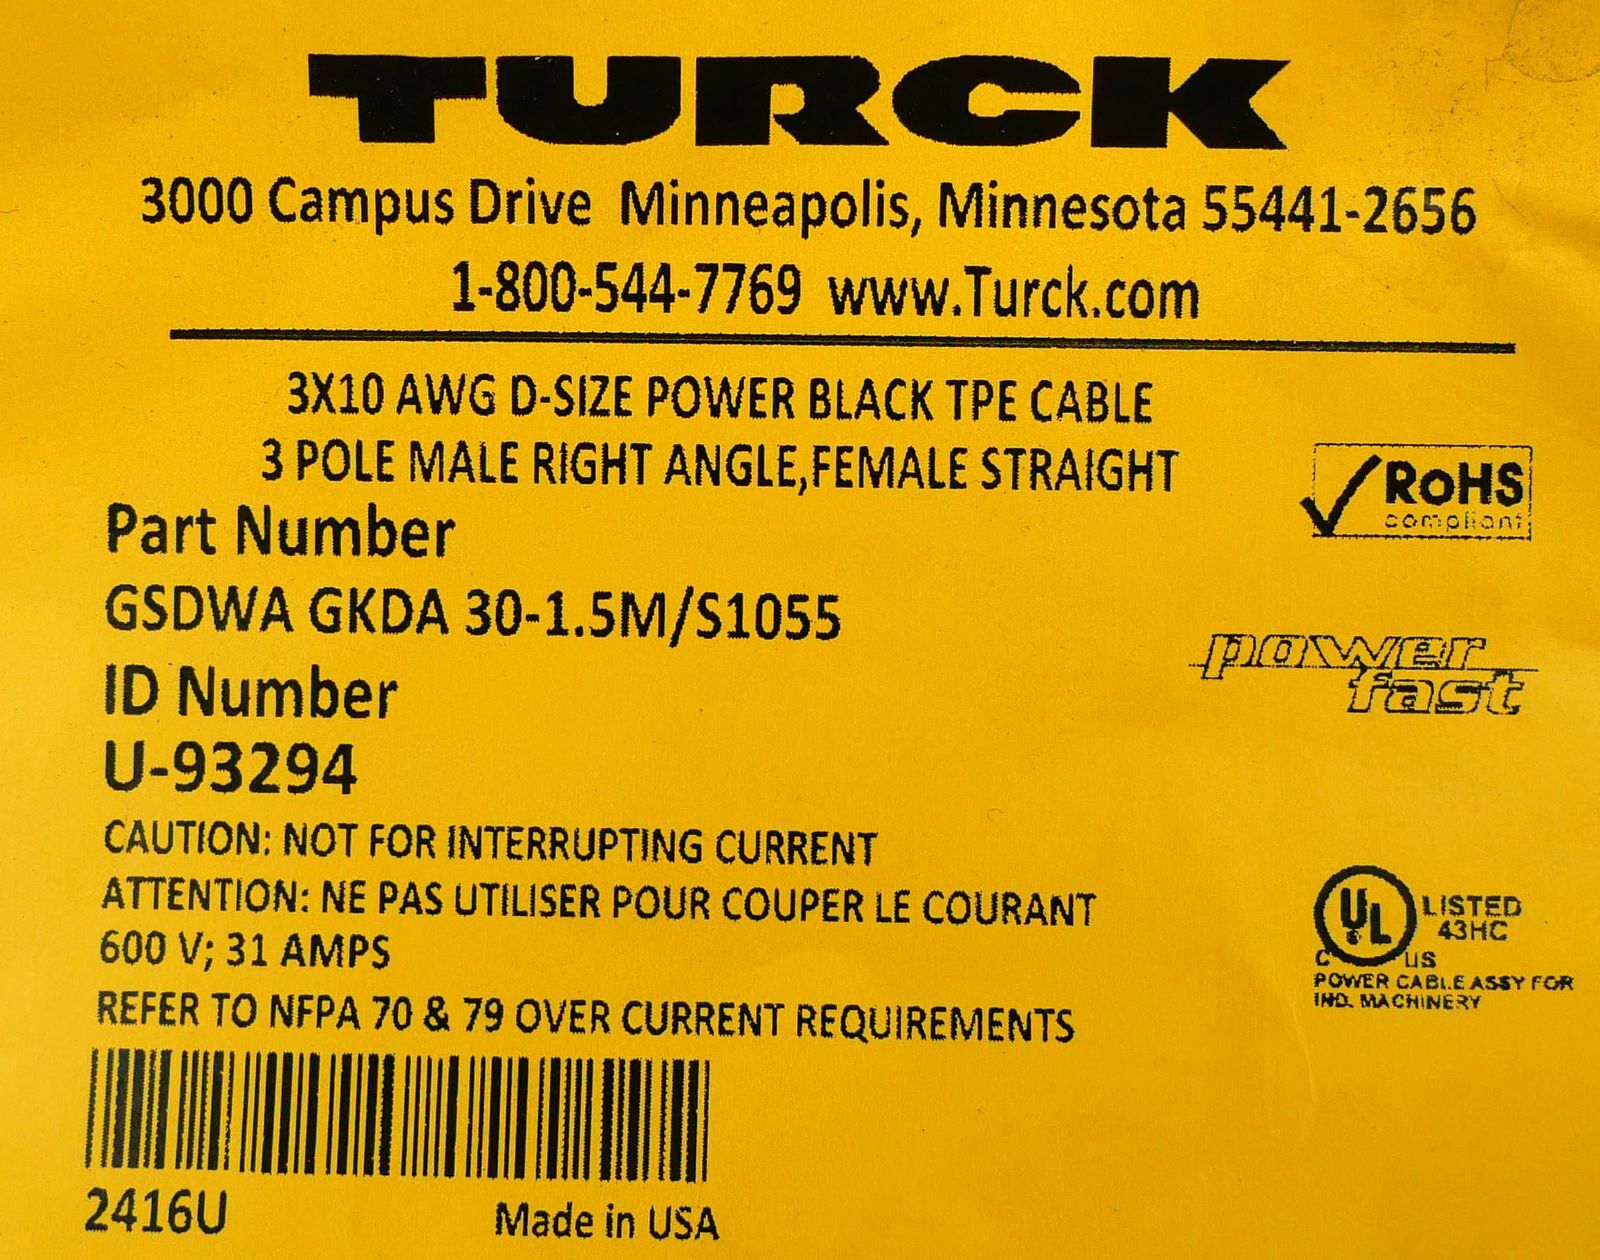 TURCK
3000 Campus Drive Minneapolis, Minnesota 55441-2656
1-800-544-7769 www.Turck.com
3X10 AWG D-SIZE POWER BLACK TPE CABLE
3 POLE MALE RIGHT ANGLE,FEMALE STRAIGHT
RoHS
compliant
Part Number
GSDWA GKDA 30-1.5M/S1055
power
fast
ID Number
U-93294
CAUTION: NOT FOR INTERRUPTING CURRENT
ATTENTION: NE PAS UTILISER POUR COUPER LE COURANT
600 V; 31 AMPS
REFER TO NFPA 70 & 79 OVER CURRENT REQUIREMENTS
UL LISTED
43HC
C US
POWER CABLE ASSY FOR
IND. MACHINERY
2416U Made in USA